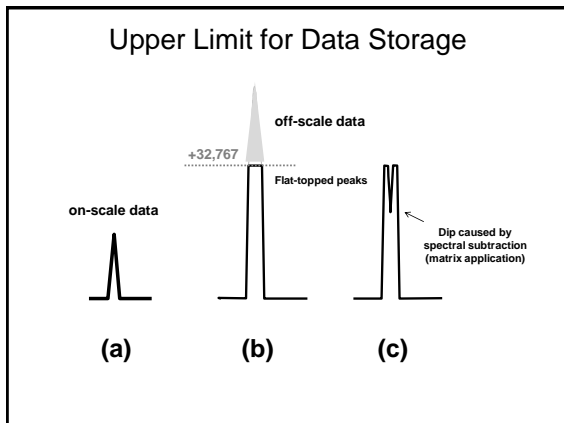 Upper Limit for Data Storage
off-scale data
+32,767
Flat-topped peaks
on-scale data
Dip caused by
spectral subtraction
(matrix application)
(a)
(b)
(c)